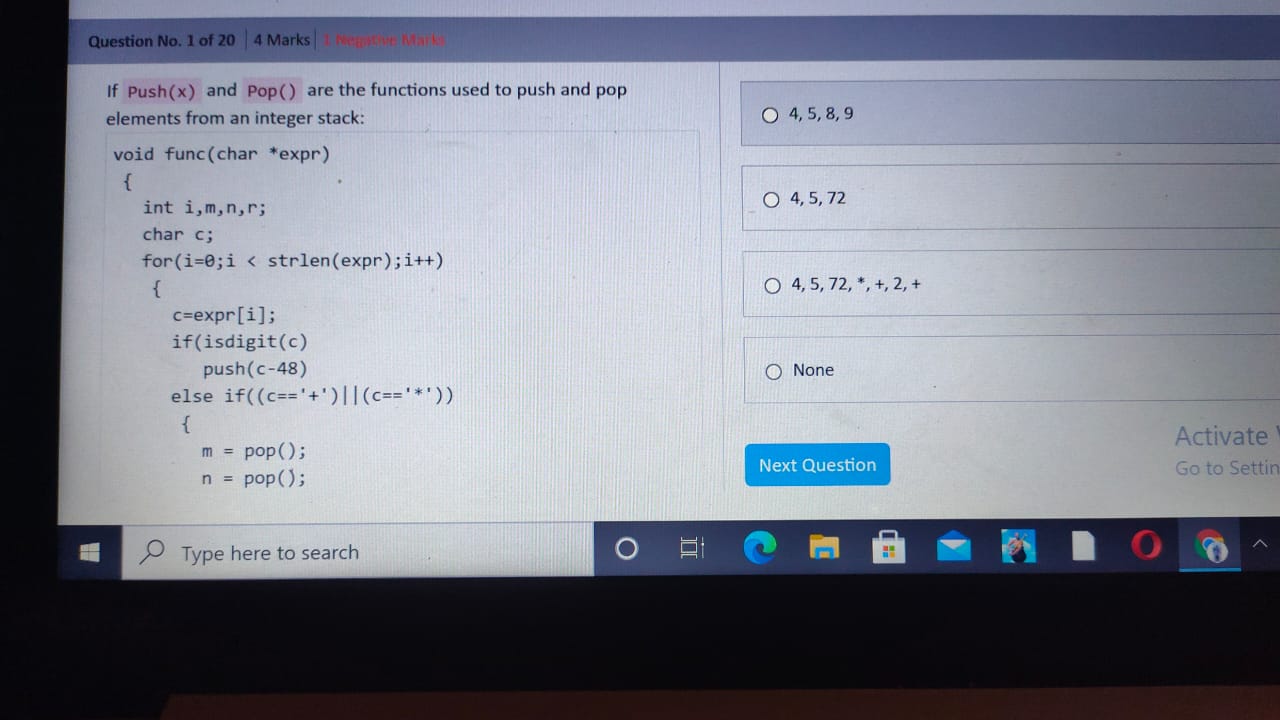 Question No. 1 of 20 4 Marks 1 Negative Marks
If Push(x) and Pop() are the functions used to push and pop
elements from an integer stack:
void func(char *expr)
{
int i,m,n,r;
char c;
for(i=0;i < strlen(expr);i++)
{
c=expr[i];
if(isdigit(c)
push(c-48)
else if((c=='+')||(c=='*'))
{
m = pop();
n = pop();
4, 5, 8, 9
4, 5, 72
4, 5, 72, *, +, 2, +
None
Next Question
Activate
Go to Settin
Type here to search